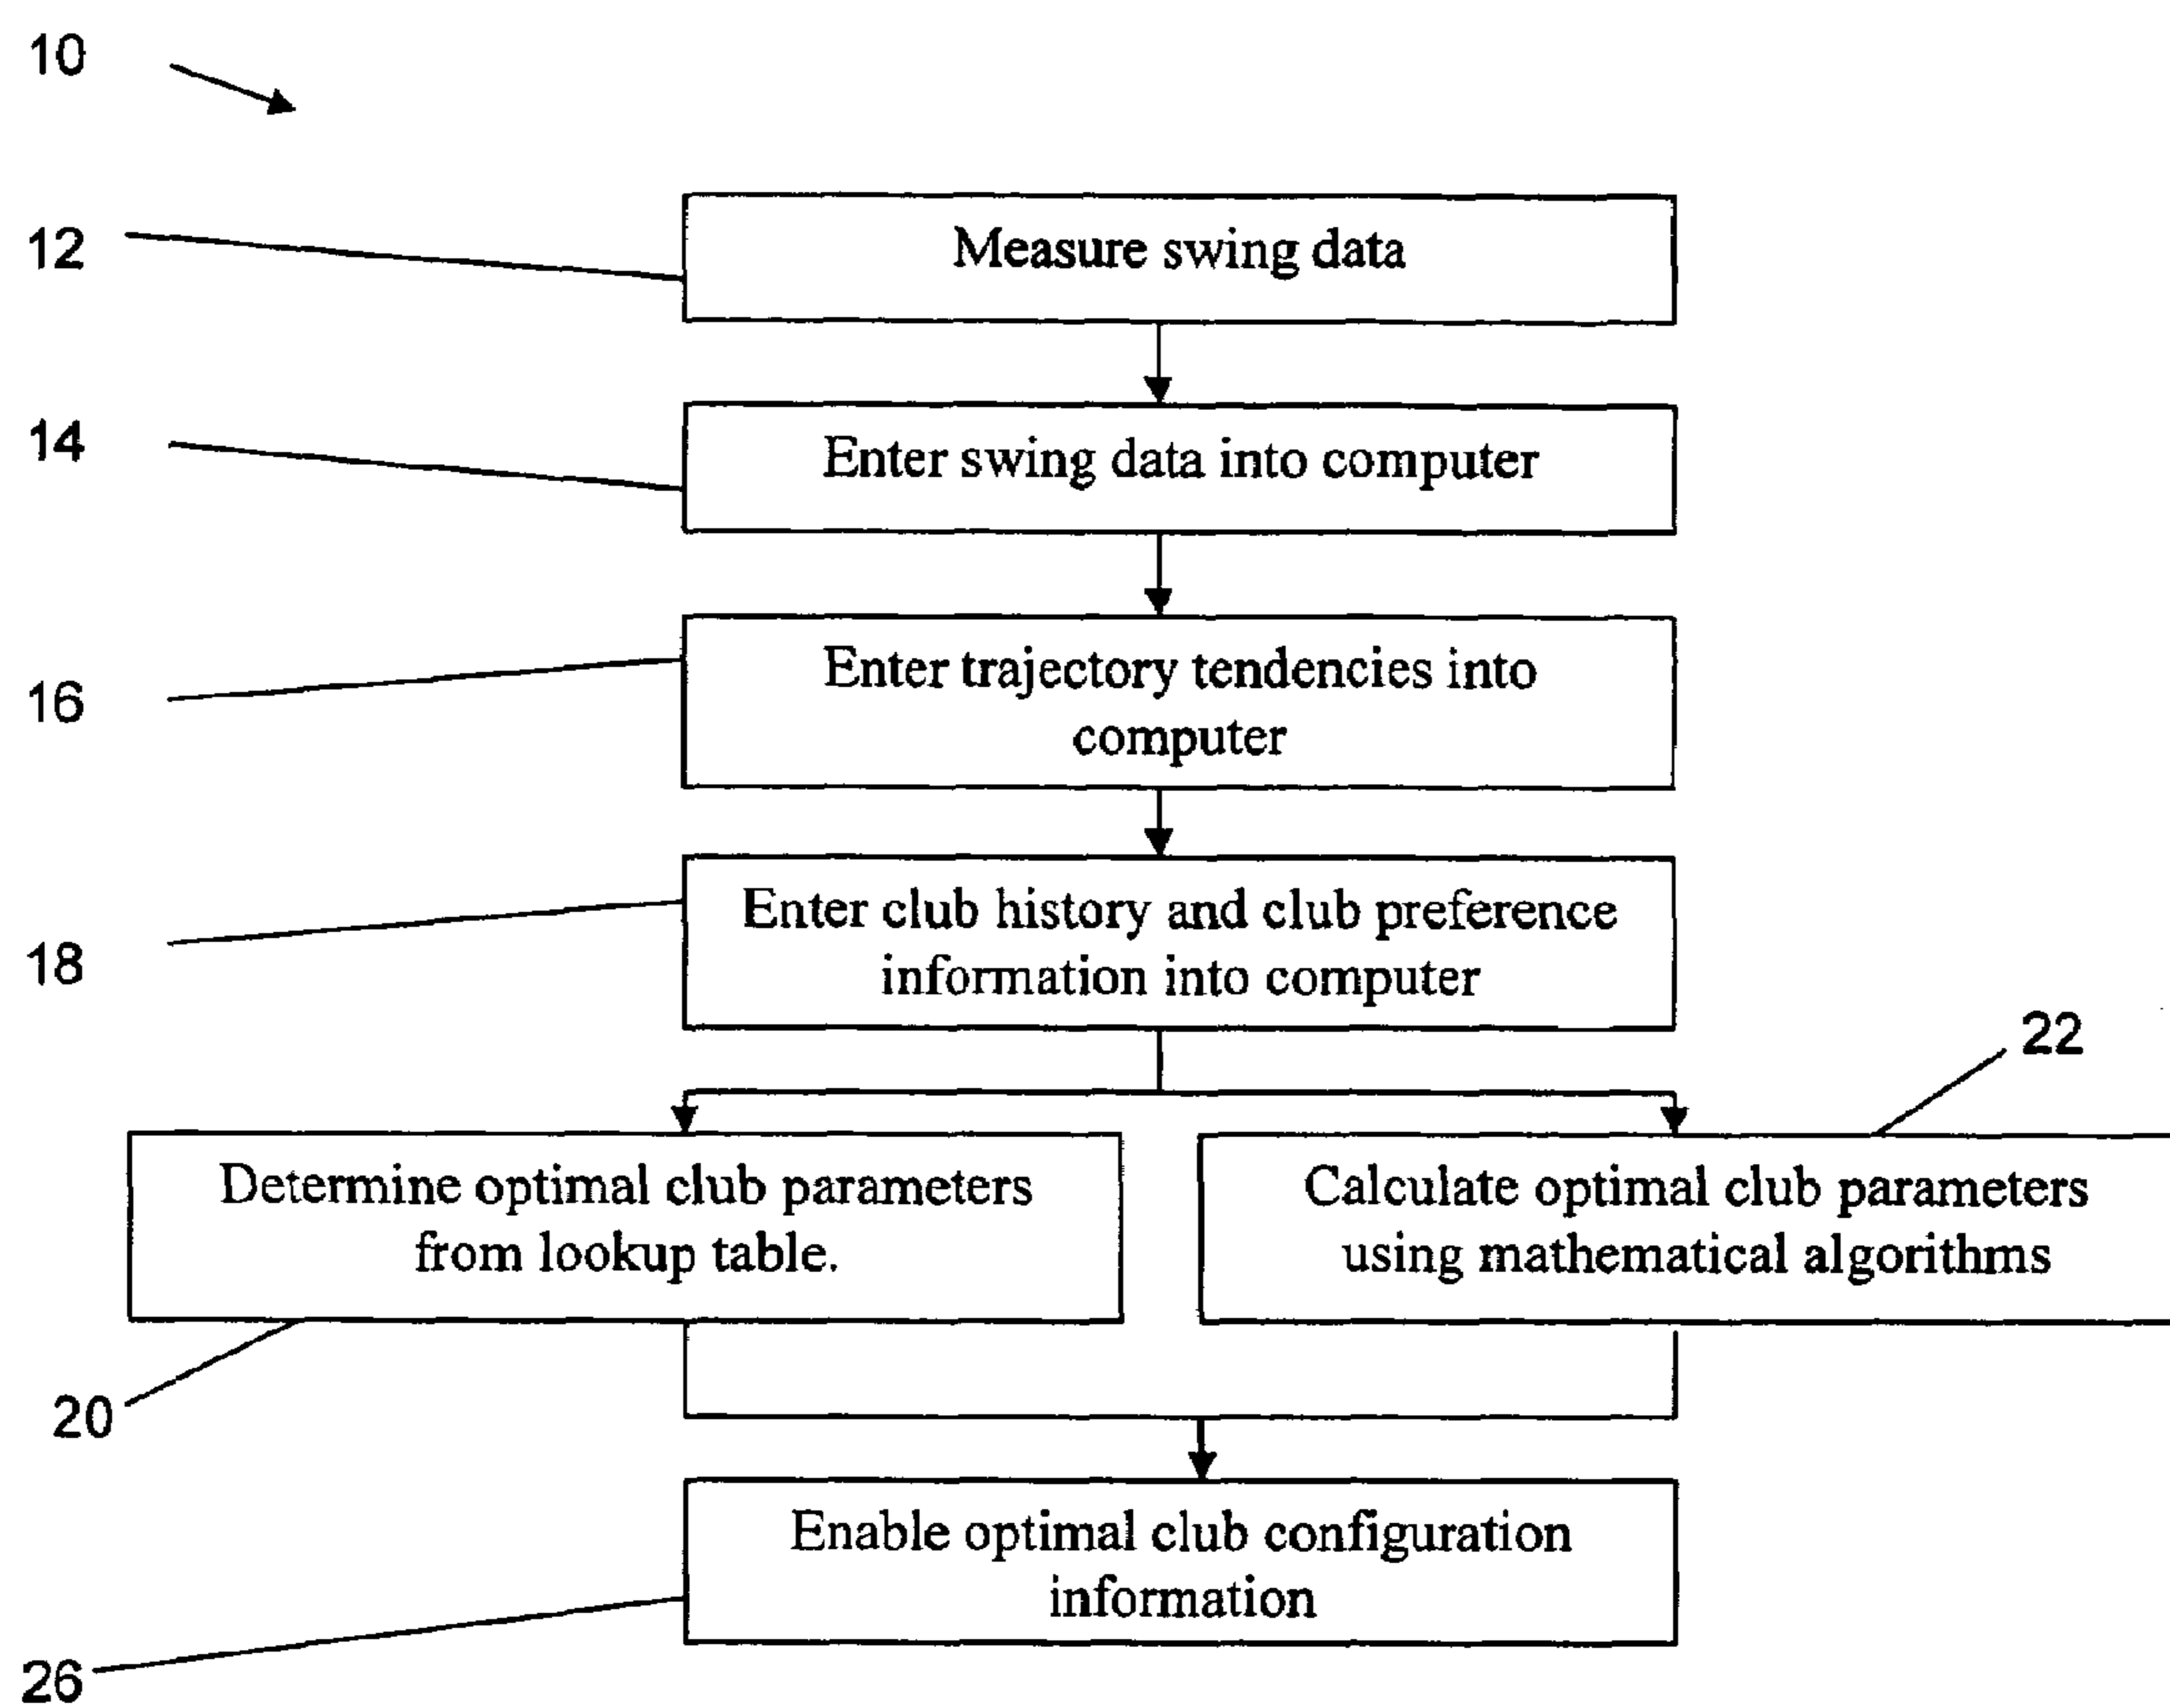 10
12
Measure swing data
14
Enter swing data into computer
16
Enter trajectory tendencies into
computer
18
Enter club history and club preference
information into computer
22
Determine optimal club parameters
from lookup table.
Calculate optimal club parameters
using mathematical algorithms
20
Enable optimal club configuration
information
26